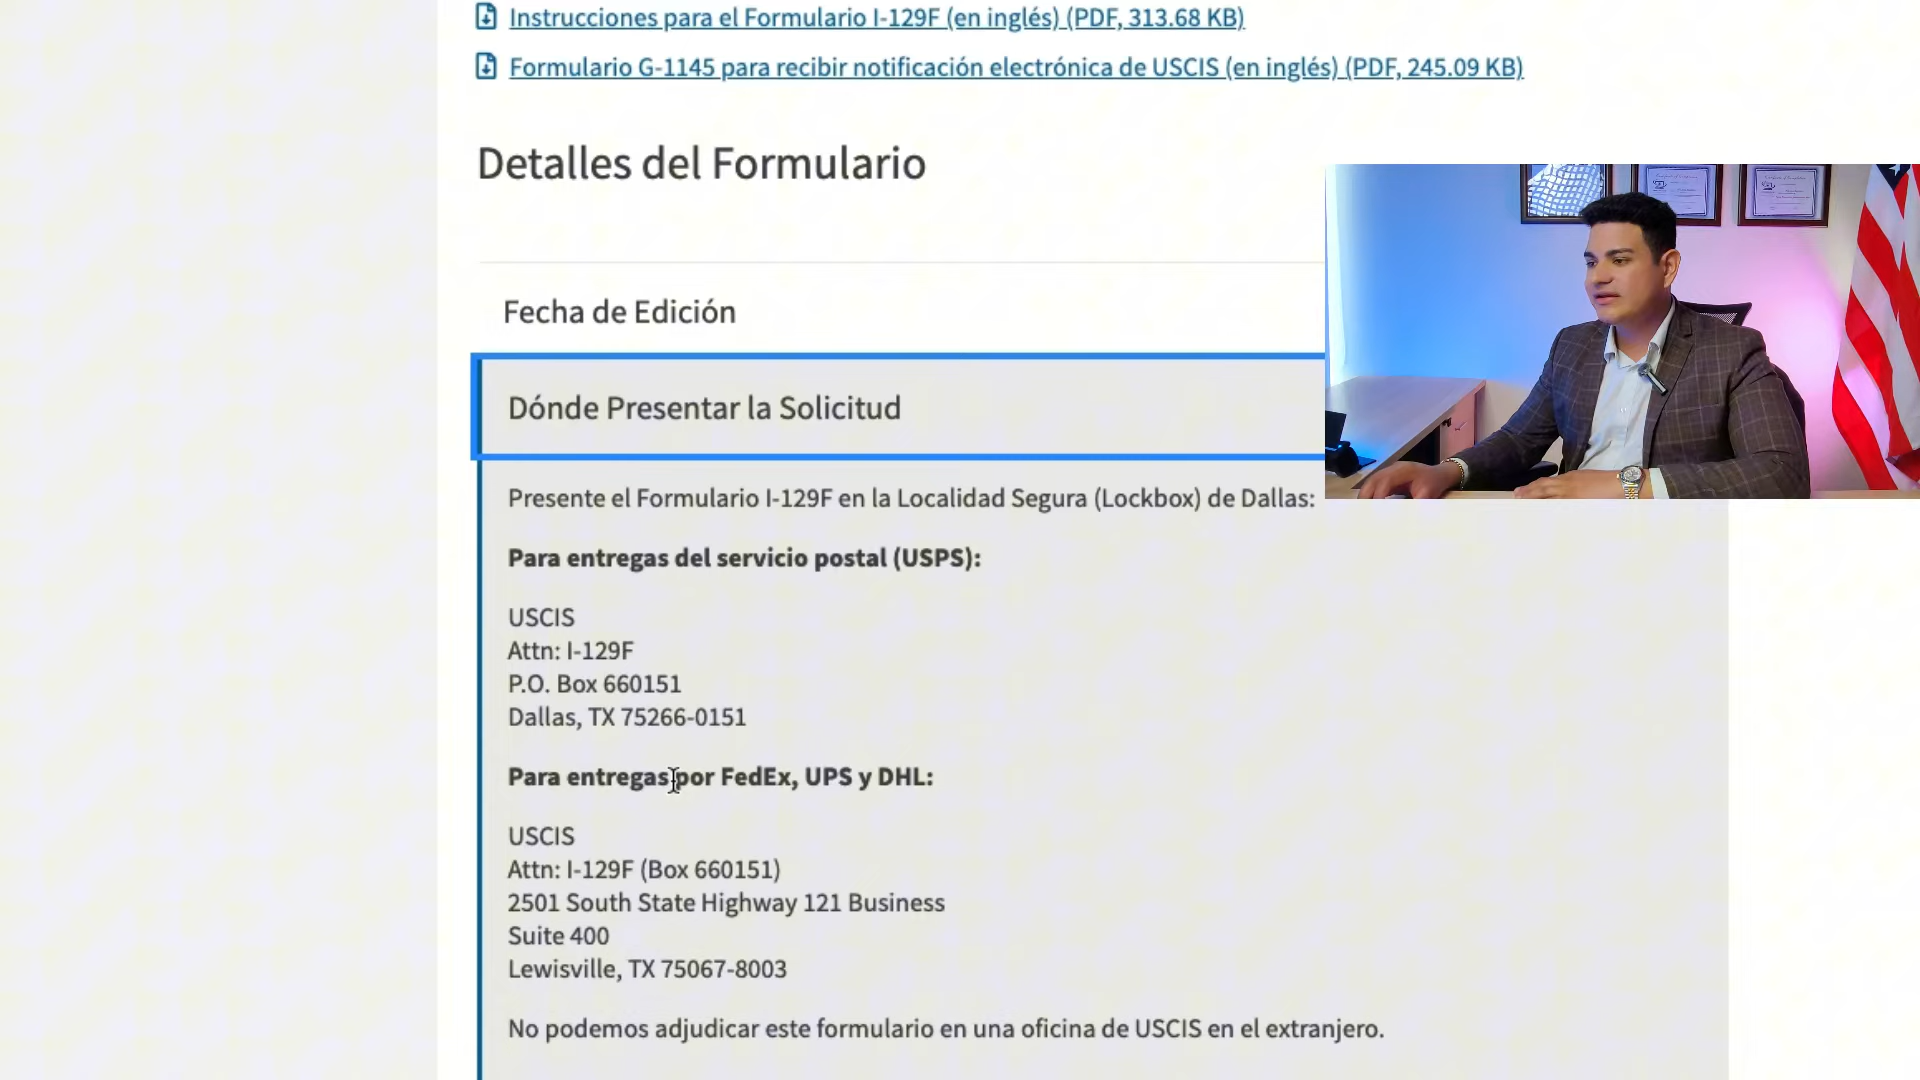 Instrucciones para el Formulario I-129F (en inglés) (PDF, 313.68 KB)
Formulario G-1145 para recibir notificación electrónica de USCIS (en inglés) (PDF, 245.09 KB)
Detalles del Formulario
Fecha de Edición
Dónde Presentar la Solicitud
Presente el Formulario I-129F en la Localidad Segura (Lockbox) de Dallas:
Para entregas del servicio postal (USPS):
USCIS
Attn: I-129F
P.O. Box 660151
Dallas, TX 75266-0151
Para entregas por FedEx, UPS y DHL:
USCIS
Attn: I-129F (Box 660151)
2501 South State Highway 121 Business
Suite 400
Lewisville, TX 75067-8003
No podemos adjudicar este formulario en una oficina de USCIS en el extranjero.